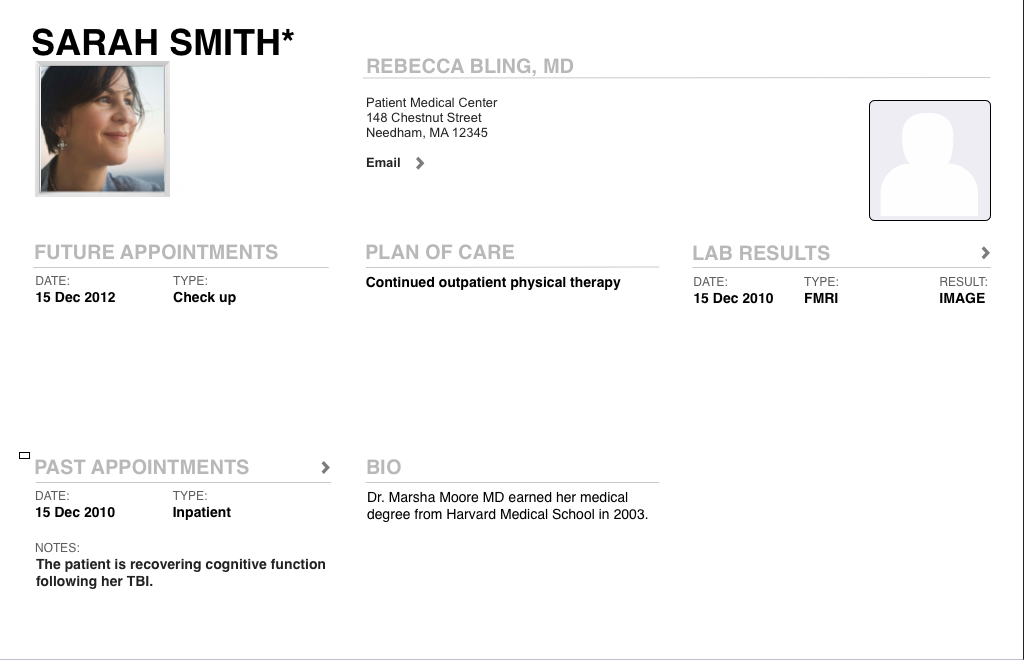 SARAH SMITH*
REBECCA BLING, MD
Patient Medical Center
148 Chestnut Street
Needham, MA 12345
Email
FUTURE APPOINTMENTS
DATE: TYPE:
15 Dec 2012 Check up
PLAN OF CARE
Continued outpatient physical therapy
LAB RESULTS
DATE: TYPE: RESULT:
15 Dec 2010 FMRI IMAGE
PAST APPOINTMENTS
DATE: TYPE:
15 Dec 2010 Inpatient
NOTES:
The patient is recovering cognitive function
following her TBI.
BIO
Dr. Marsha Moore MD earned her medical
degree from Harvard Medical School in 2003.